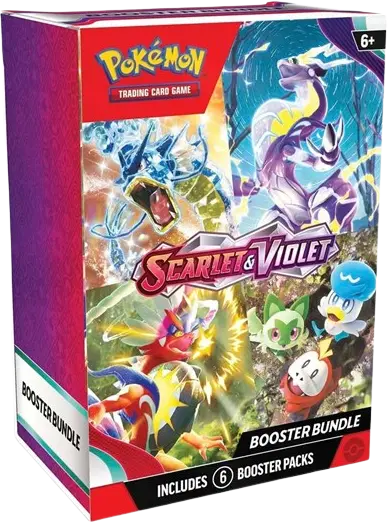 POKÉMON
TRADING CARD GAME
6+
SCARLET & VIOLET
BOOSTER BUNDLE
BOOSTER BUNDLE
INCLUDES 6 BOOSTER PACKS